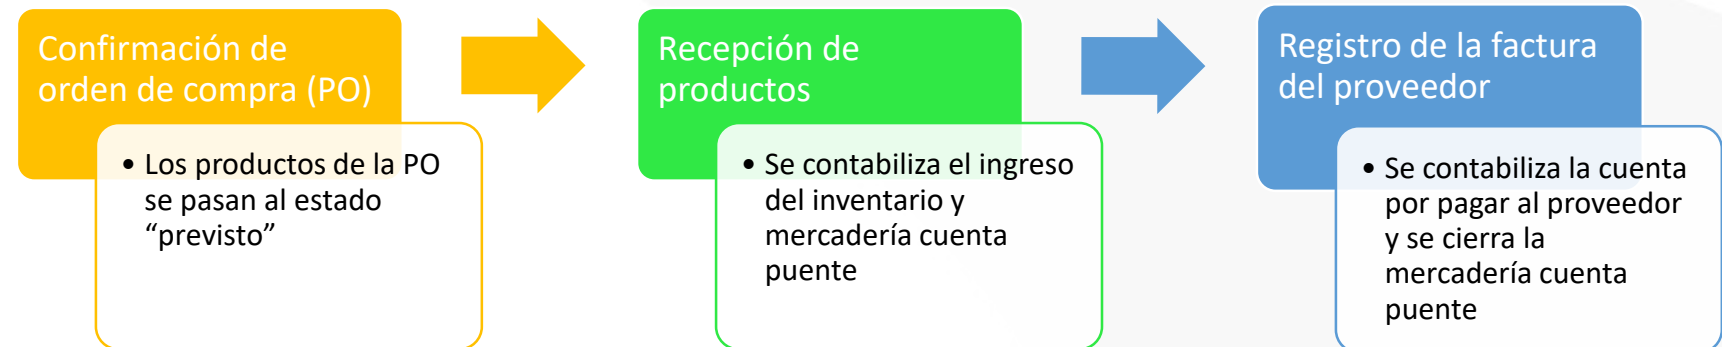 Confirmación de
orden de compra (PO)
• Los productos de la PO
se pasan al estado
“previsto”
Recepción de
productos
• Se contabiliza el ingreso
del inventario y
mercadería cuenta
puente
Registro de la factura
del proveedor
• Se contabiliza la cuenta
por pagar al proveedor
y se cierra la
mercadería cuenta
puente